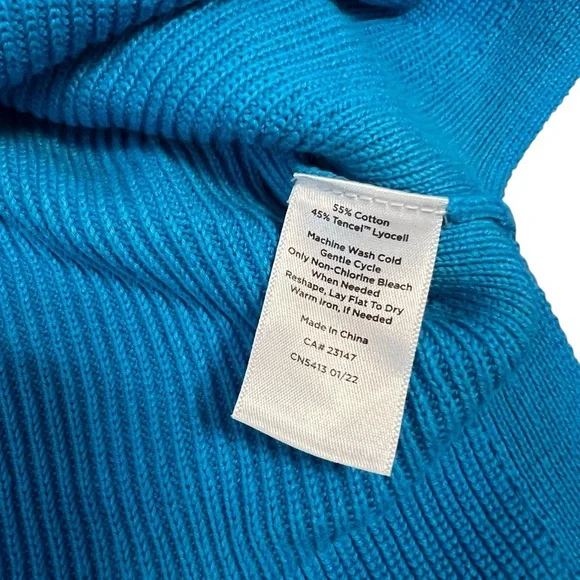 55% Cotton
45% Tencel™ Lyocell
Machine Wash Cold
Gentle Cycle
Only Non-Chlorine Bleach
When Needed
Reshape, Lay Flat To Dry
Warm Iron, If Needed
Made in China
CA# 23147
CN5413 01/22